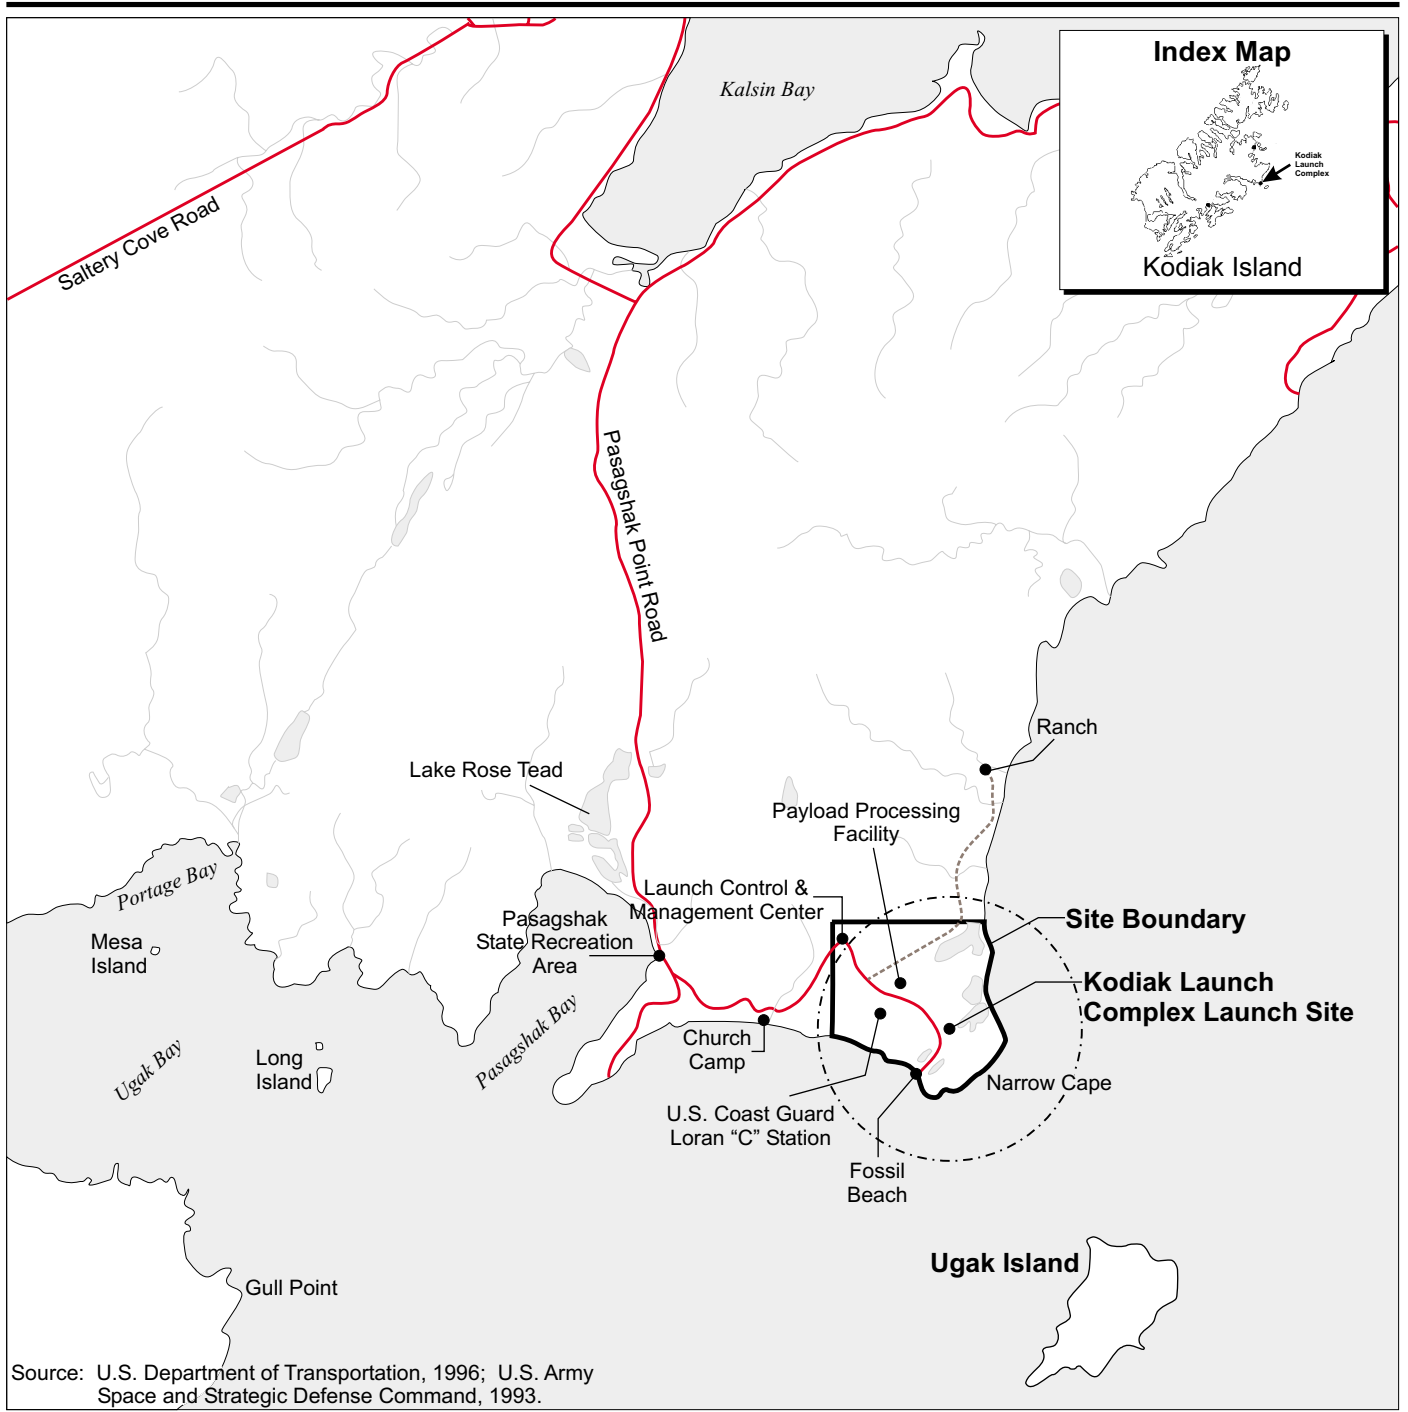 Index Map
Kodiak
Launch
Complex
Kodiak Island
Kalsin Bay
Saltery Cove Road
Pasagshak Point Road
Ranch
Lake Rose Tead
Payload Processing
Facility
Launch Control &
Management Center
Portage Bay
Pasagshak
State Recreation
Area
Site Boundary
Mesa
Island
Kodiak Launch
Complex Launch Site
Pasagshak Bay
Church
Camp
Ugak Bay
Long
Island
Narrow Cape
U.S. Coast Guard
Loran “C” Station
Fossil
Beach
Ugak Island
Gull Point
Source: U.S. Department of Transportation, 1996; U.S. Army
Space and Strategic Defense Command, 1993.